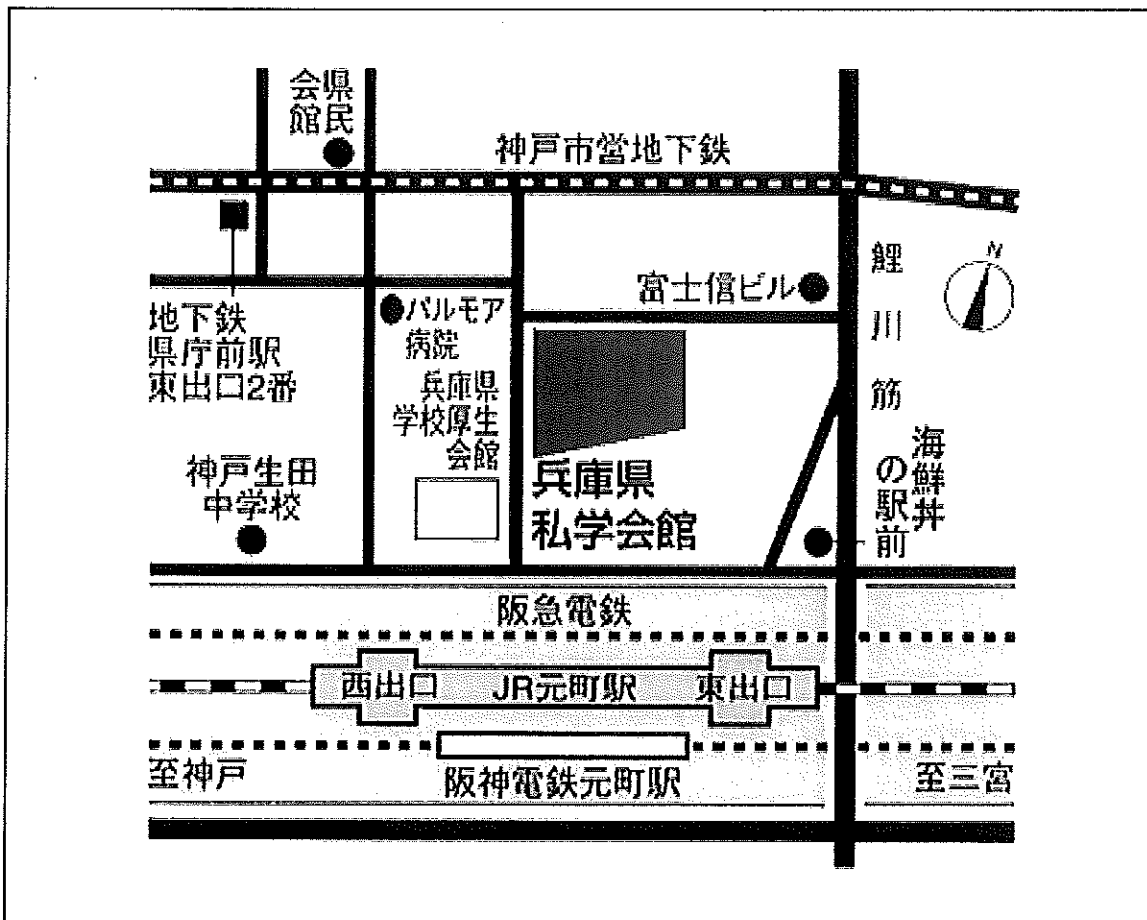 県民
会館
神戸市営地下鉄
N
鯉川筋
富士信ビル
パルモア
病院
地下鉄
県庁前駅
東出口2番
兵庫県
学校厚生
会館
海鮮丼
の駅前
神戸生田
中学校
兵庫県
私学会館
阪急電鉄
西出口
JR元町駅
東出口
至神戸
阪神電鉄元町駅
至三宮